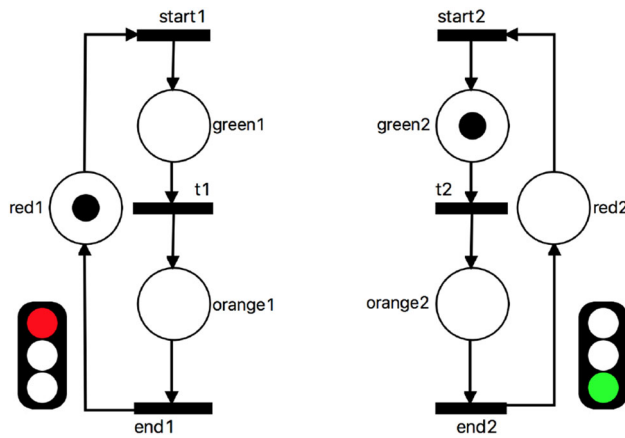 start1
start2
green1
green2
red1
t1
t2
red2
orange1
orange2
end1
end2